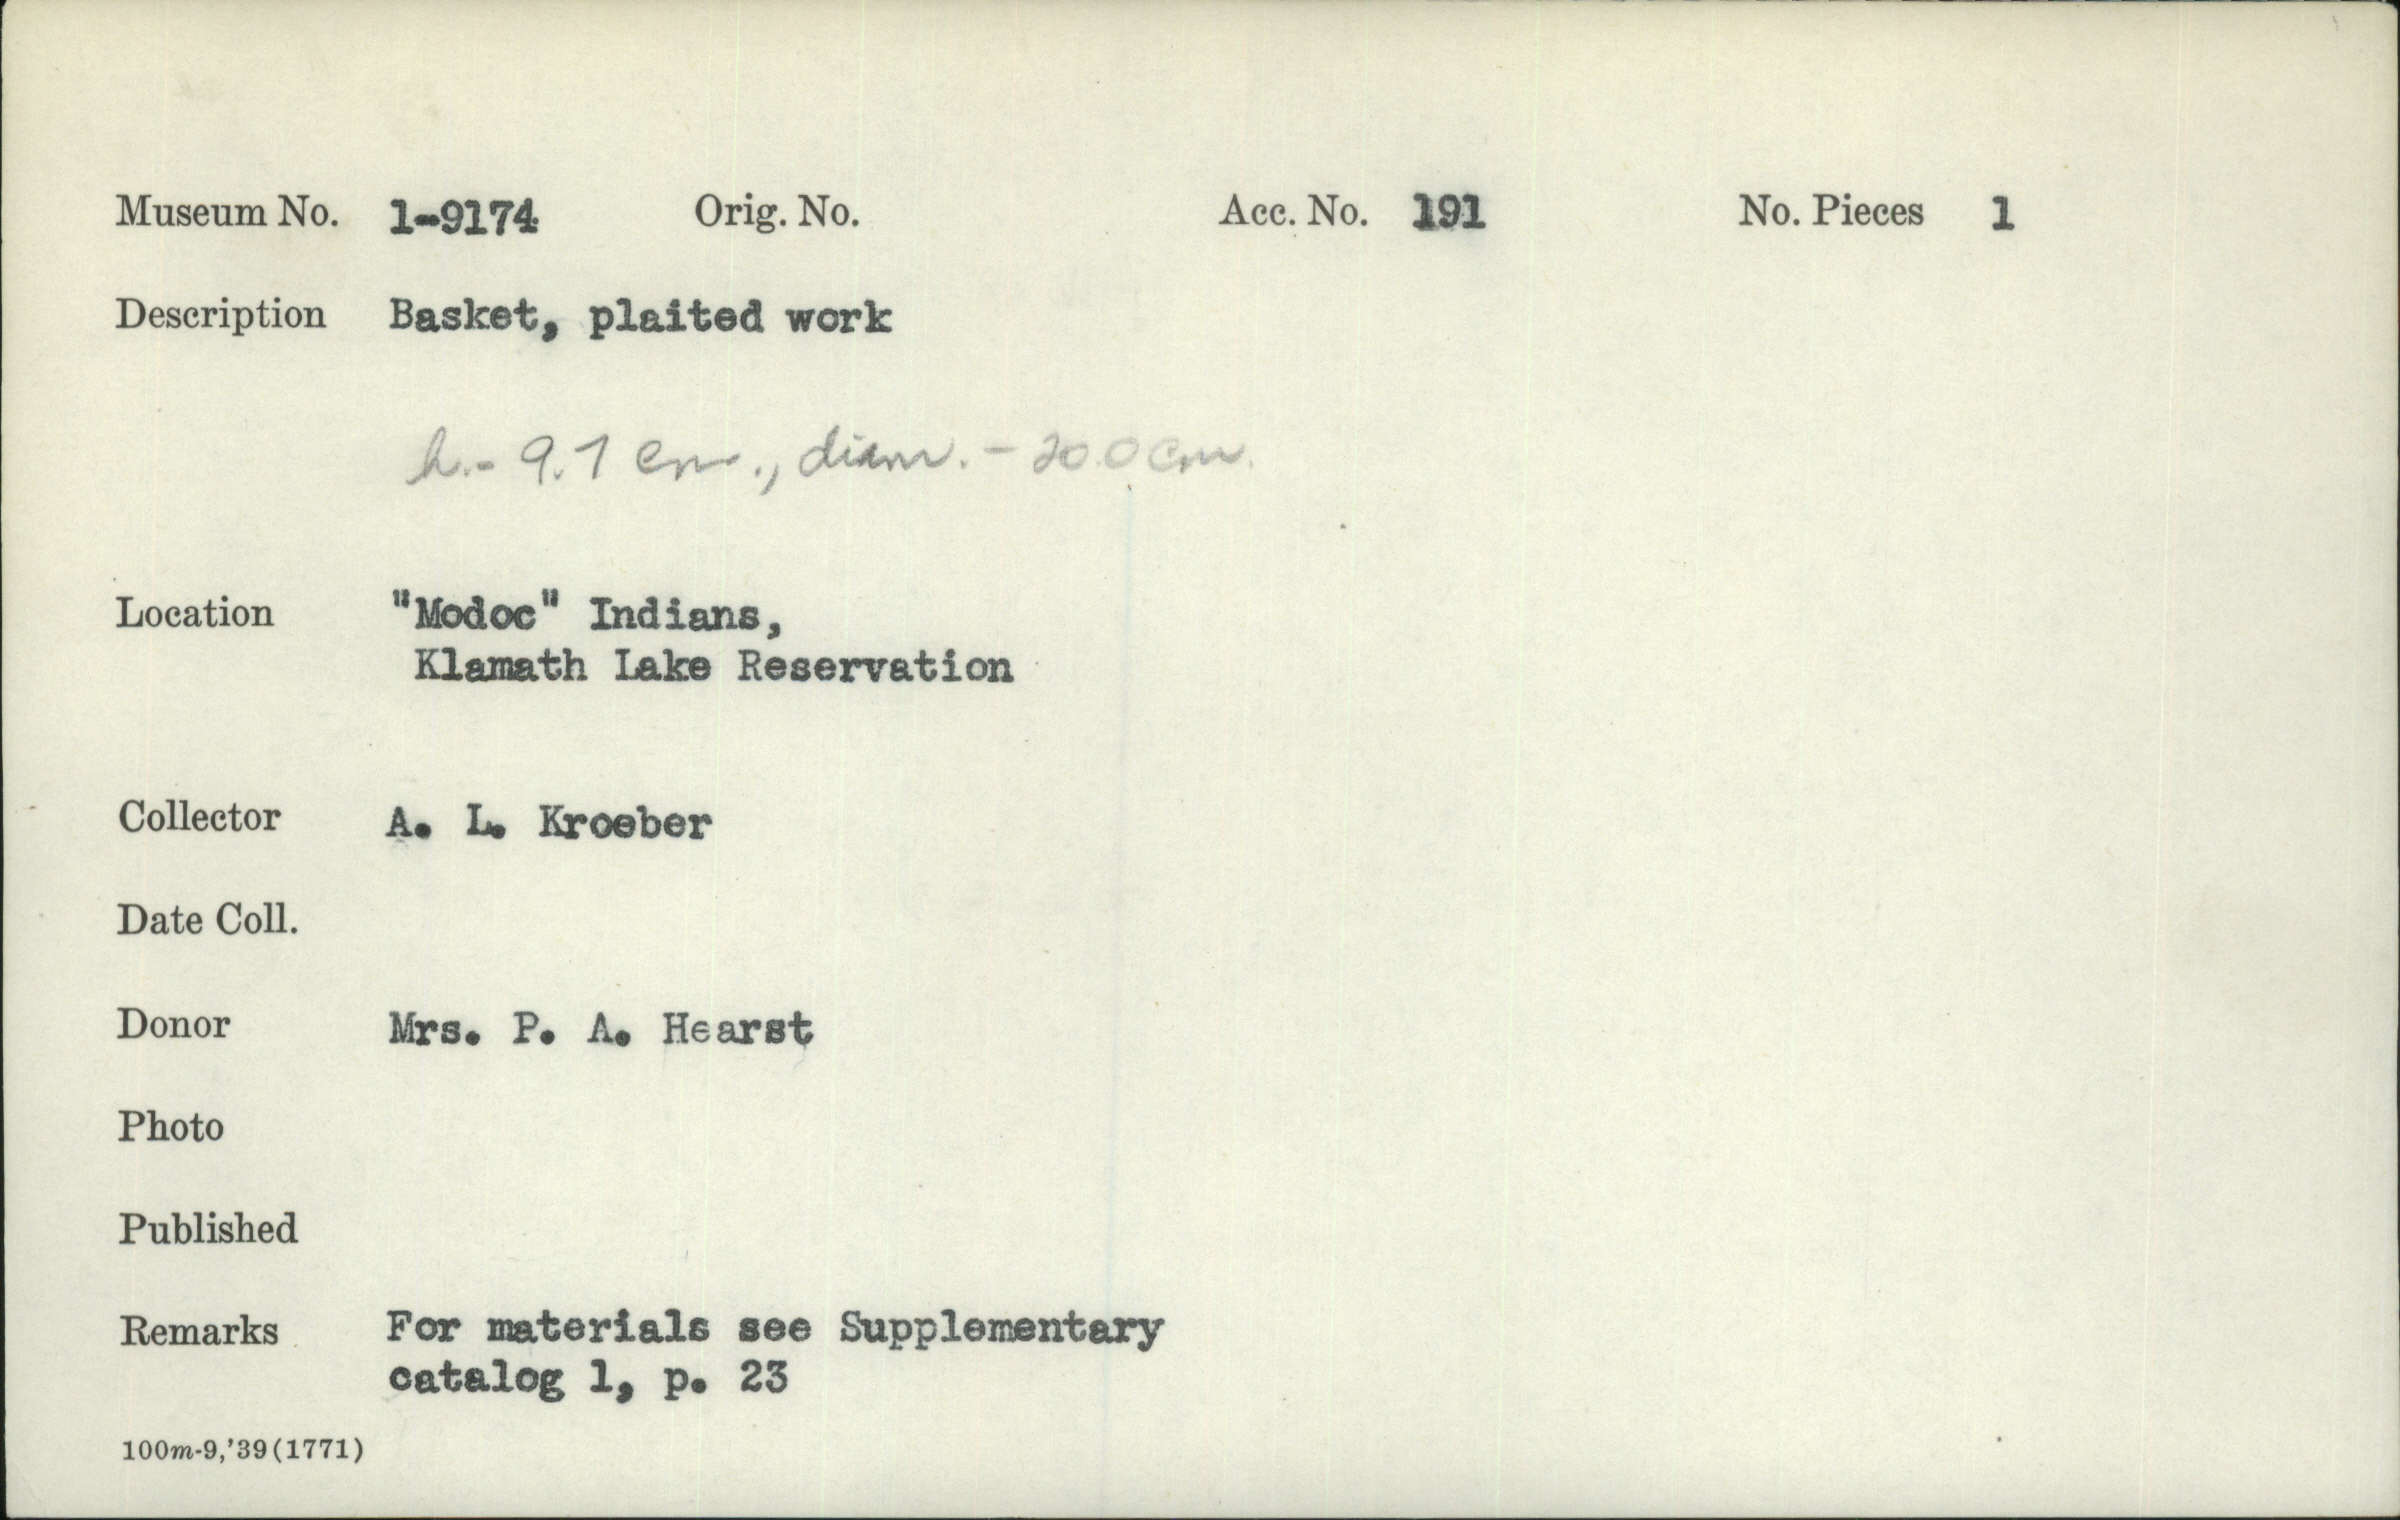 Museum No. 1-9174 Orig. No. Acc. No. 191 No. Pieces 1
Description Basket, plaited work
h.- 9.7 cm., diam. - 20.0 cm.
Location "Modoc" Indians,
Klamath Lake Reservation
Collector A. L. Kroeber
Date Coll.
Donor Mrs. P. A. Hearst
Photo
Published
Remarks For materials see Supplementary
catalog 1, p. 23
100m-9,'39(1771)